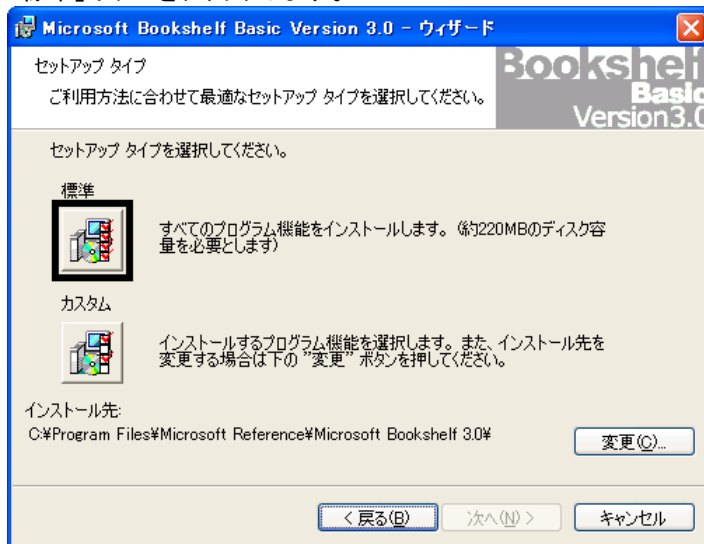 Microsoft Bookshelf Basic Version 3.0 - ウィザード
セットアップ タイプ
ご利用方法に合わせて最適なセットアップ タイプを選択してください。
Bookshelf
Basic
Version3.0
セットアップ タイプを選択してください。
標準
すべてのプログラム機能をインストールします。 (約220MBのディスク容
量を必要とします)
カスタム
インストールするプログラム機能を選択します。また、インストール先を
変更する場合は下の ”変更” ボタンを押してください。
インストール先:
C:¥Program Files¥Microsoft Reference¥Microsoft Bookshelf 3.0¥
変更(C)...
< 戻る(B)
次へ(N) >
キャンセル